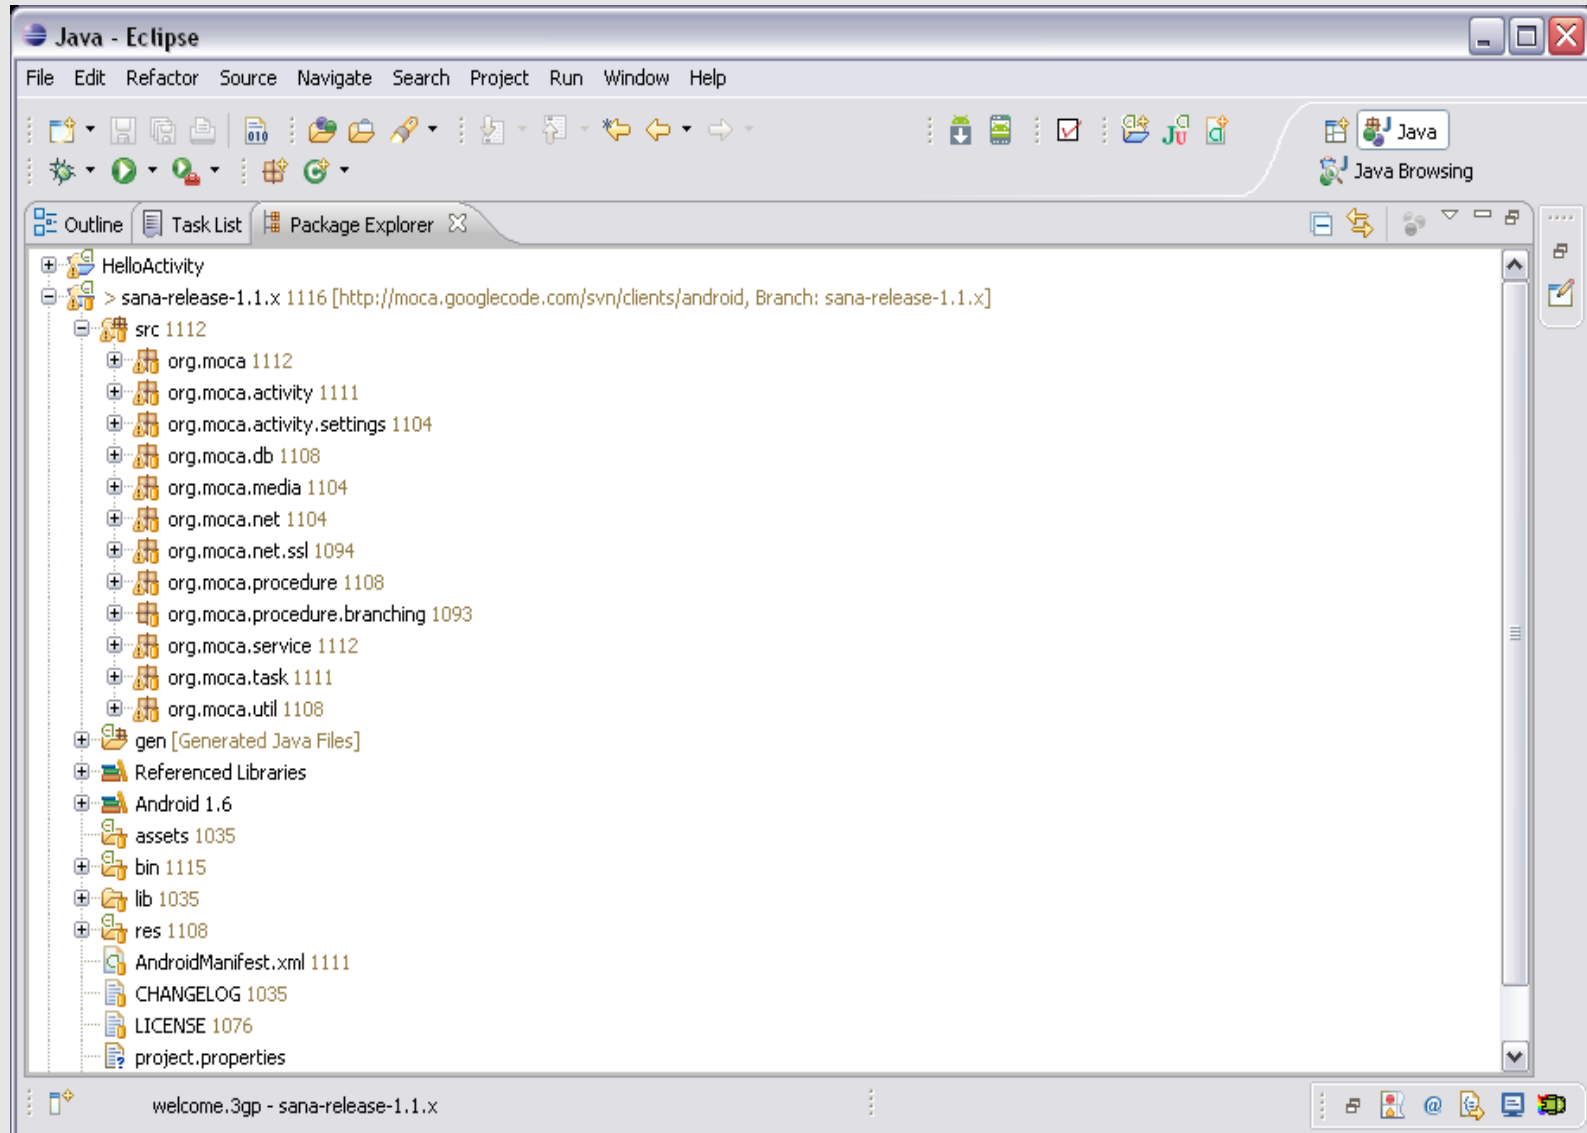 Java - Eclipse
File Edit Refactor Source Navigate Search Project Run Window Help
010
Ju
Java
Java Browsing
Outline Task List Package Explorer
HelloActivity
> sana-release-1.1.x 1116 [http://moca.googlecode.com/svn/clients/android, Branch: sana-release-1.1.x]
src 1112
org.moca 1112
org.moca.activity 1111
org.moca.activity.settings 1104
org.moca.db 1108
org.moca.media 1104
org.moca.net 1104
org.moca.net.ssl 1094
org.moca.procedure 1108
org.moca.procedure.branching 1093
org.moca.service 1112
org.moca.task 1111
org.moca.util 1108
gen [Generated Java Files]
Referenced Libraries
Android 1.6
assets 1035
bin 1115
lib 1035
res 1108
AndroidManifest.xml 1111
CHANGELOG 1035
LICENSE 1076
project.properties
welcome.3gp - sana-release-1.1.x